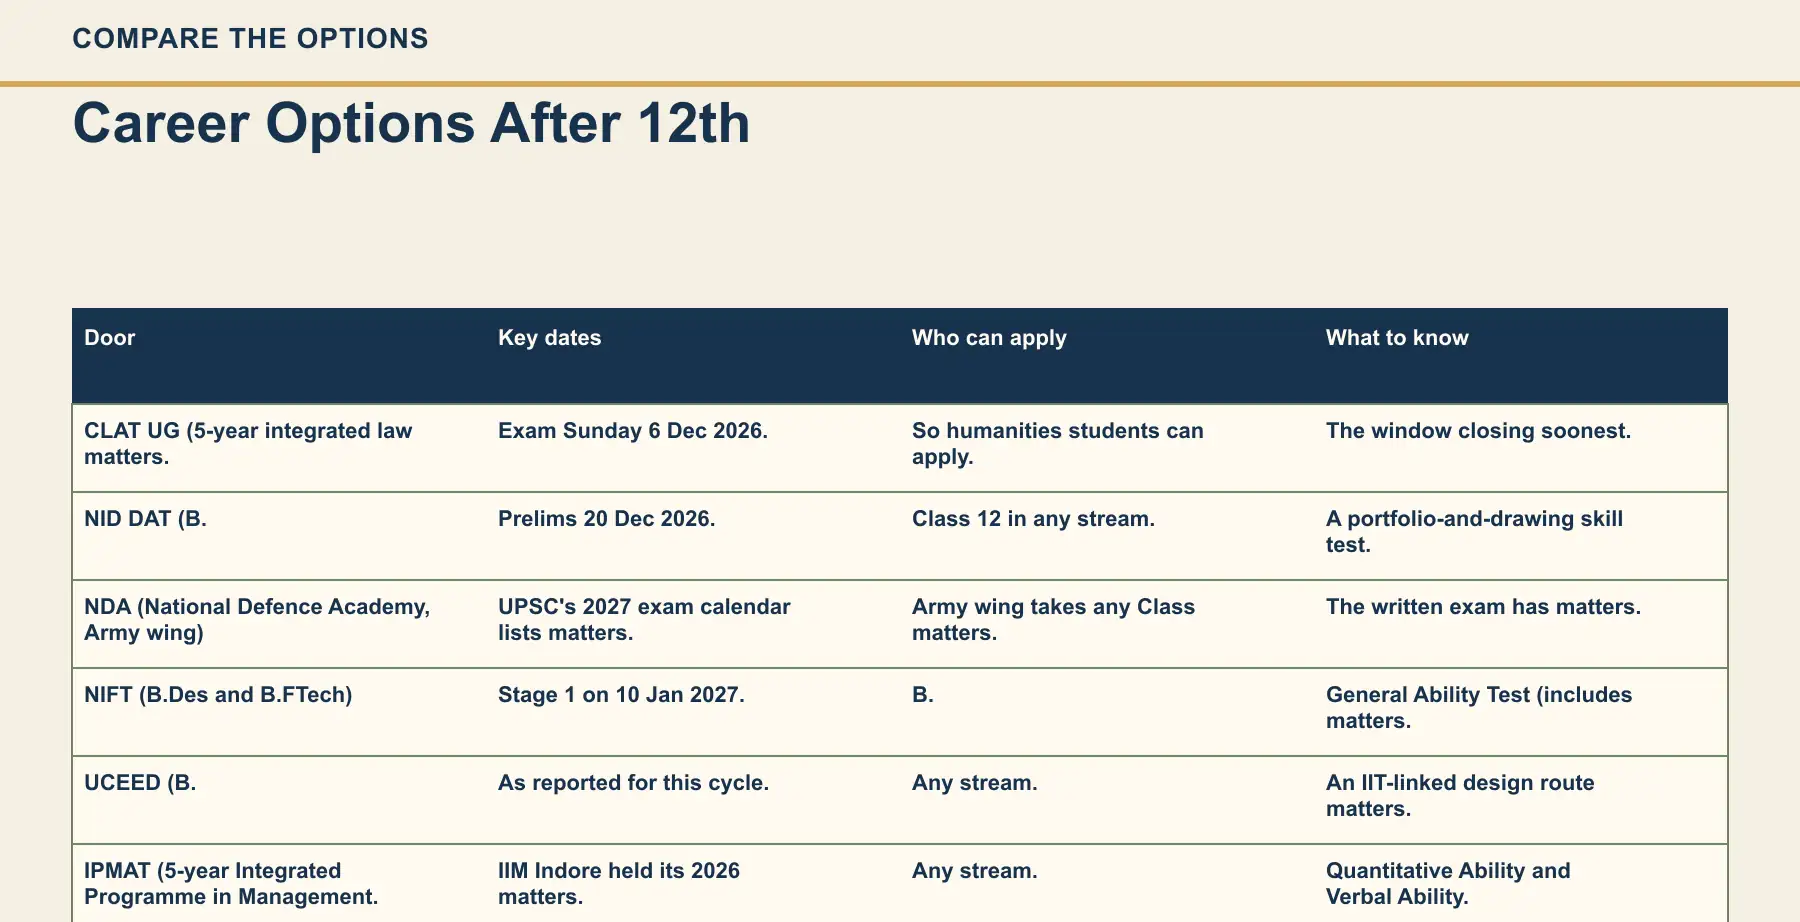 COMPARE THE OPTIONS
Career Options After 12th
Door
Key dates
Who can apply
What to know
CLAT UG (5-year integrated law
matters.
Exam Sunday 6 Dec 2026.
So humanities students can
apply.
The window closing soonest.
NID DAT (B.
Prelims 20 Dec 2026.
Class 12 in any stream.
A portfolio-and-drawing skill
test.
NDA (National Defence Academy,
Army wing)
UPSC's 2027 exam calendar
lists matters.
Army wing takes any Class
matters.
The written exam has matters.
NIFT (B.Des and B.FTech)
Stage 1 on 10 Jan 2027.
B.
General Ability Test (includes
matters.
UCEED (B.
As reported for this cycle.
Any stream.
An IIT-linked design route
matters.
IPMAT (5-year Integrated
Programme in Management.
IIM Indore held its 2026
matters.
Any stream.
Quantitative Ability and
Verbal Ability.